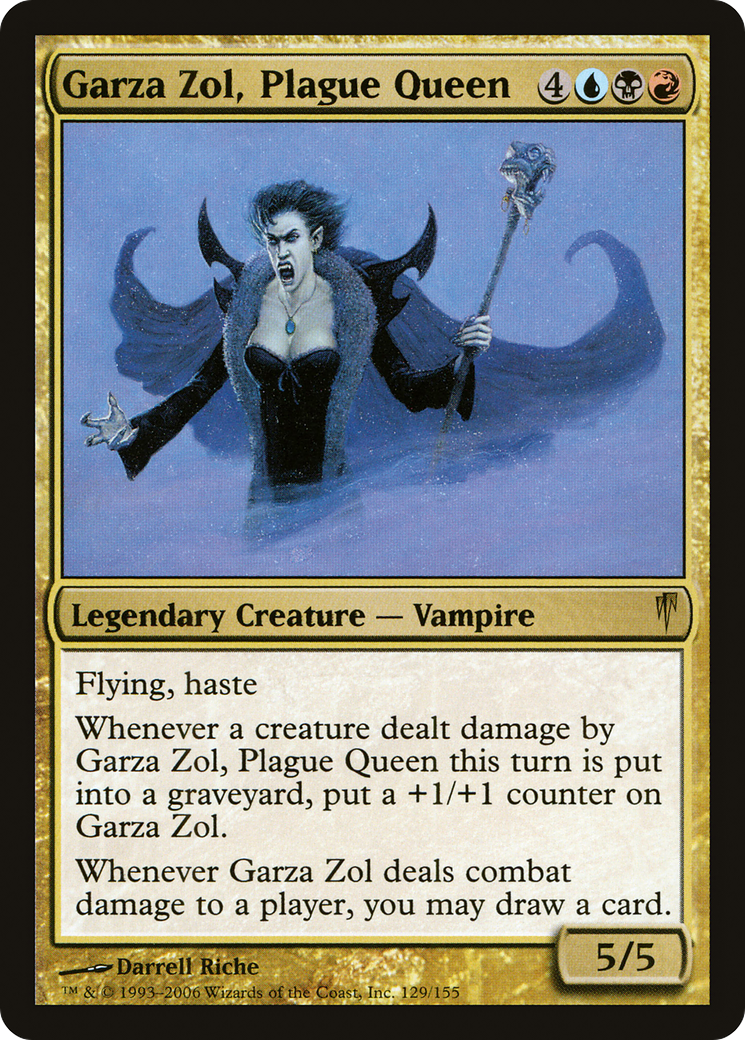 Garza Zol, Plague Queen 4
Legendary Creature — Vampire
Flying, haste
Whenever a creature dealt damage by
Garza Zol, Plague Queen this turn is put
into a graveyard, put a +1/+1 counter on
Garza Zol.
Whenever Garza Zol deals combat
damage to a player, you may draw a card.
5/5
Darrell Riche
™ & © 1993–2006 Wizards of the Coast, Inc. 129/155